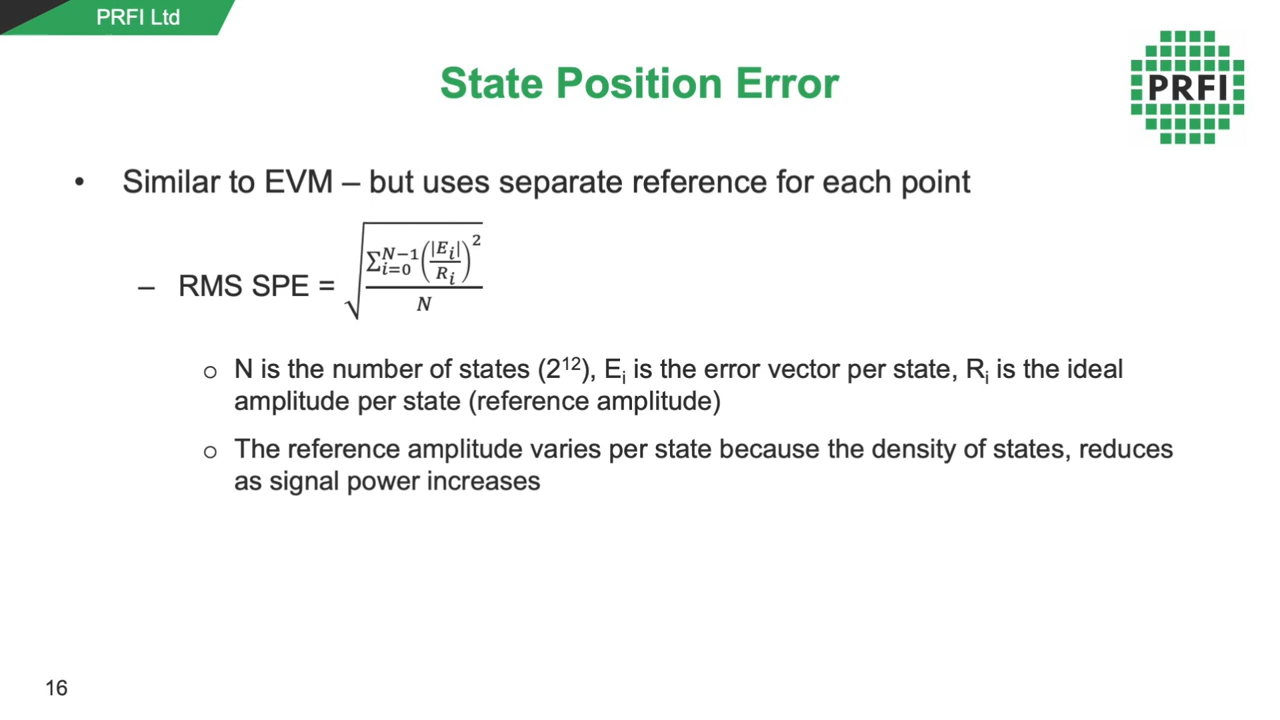 PRFI Ltd
State Position Error
PRFI
• Similar to EVM – but uses separate reference for each point
– RMS SPE = √(∑_{i=0}^{N−1}(|E_i|/R_i)^2/N)
o N is the number of states (2¹²), Eᵢ is the error vector per state, Rᵢ is the ideal
amplitude per state (reference amplitude)
o The reference amplitude varies per state because the density of states, reduces
as signal power increases
16